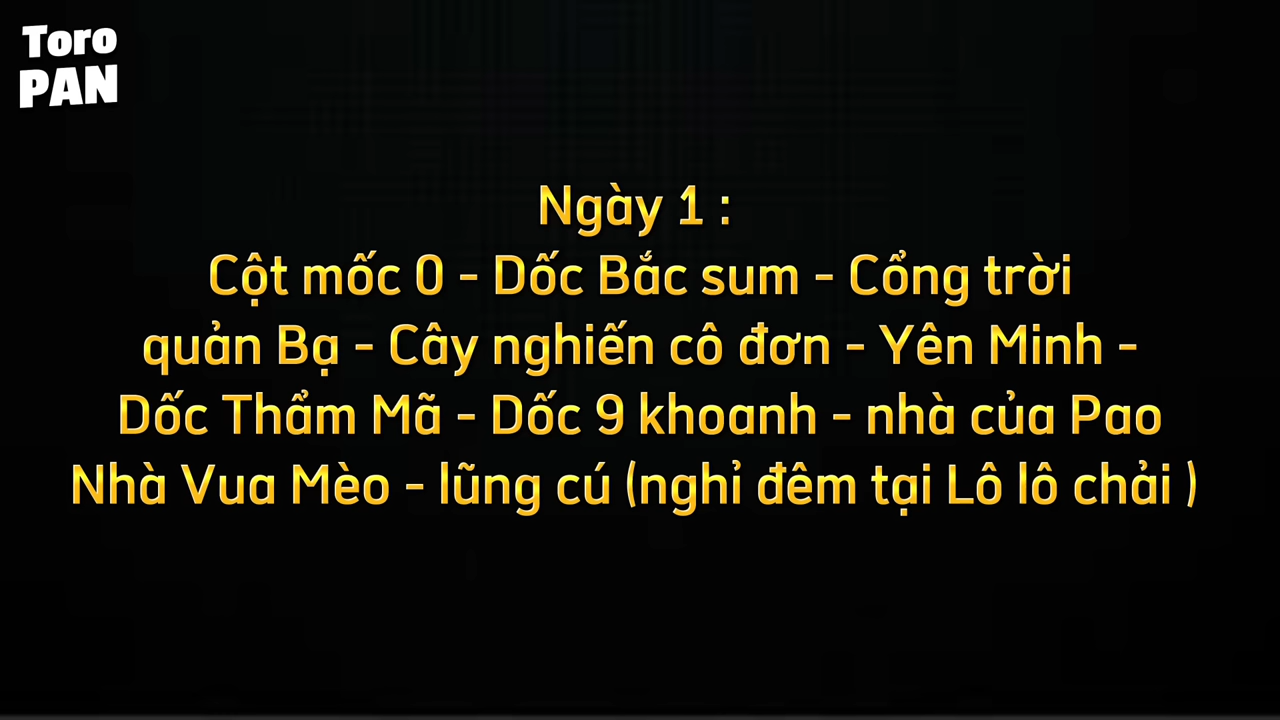 Toro
PAN
Ngày 1 :
Cột mốc 0 - Dốc Bắc sum - Cổng trời
quản Bạ - Cây nghiến cô đơn - Yên Minh -
Dốc Thẩm Mã - Dốc 9 khoanh - nhà của Pao
Nhà Vua Mèo - lũng cú (nghỉ đêm tại Lô lô chải )